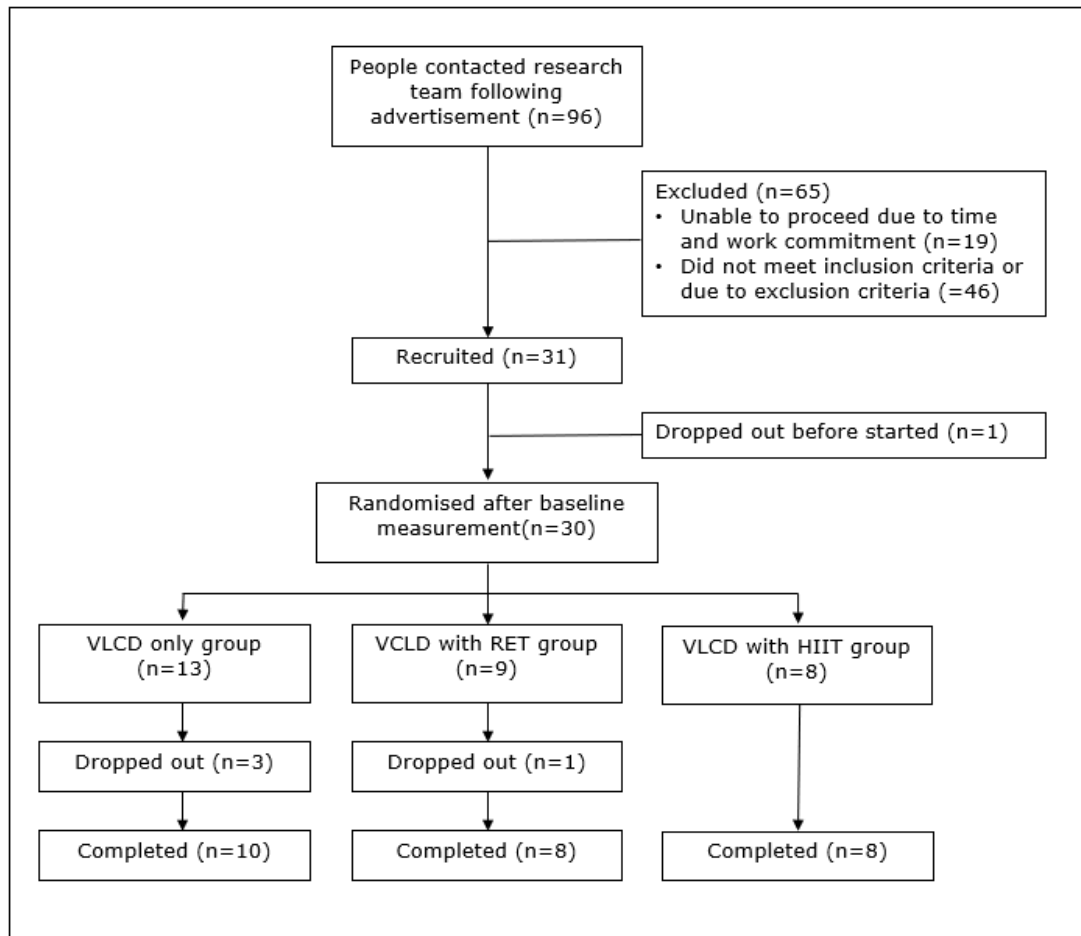 People contacted research
team following
advertisement (n=96)
Excluded (n=65)
• Unable to proceed due to time
and work commitment (n=19)
• Did not meet inclusion criteria or
due to exclusion criteria (=46)
Recruited (n=31)
Dropped out before started (n=1)
Randomised after baseline
measurement(n=30)
VLCD only group
(n=13)
VCLD with RET group
(n=9)
VLCD with HIIT group
(n=8)
Dropped out (n=3)
Dropped out (n=1)
Completed (n=10)
Completed (n=8)
Completed (n=8)